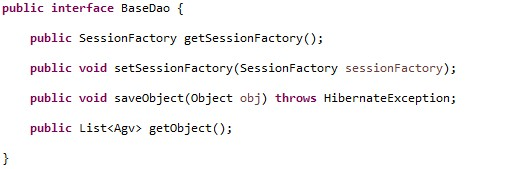 public interface BaseDao {
public SessionFactory getSessionFactory();
public void setSessionFactory(SessionFactory sessionFactory);
public void saveObject(Object obj) throws HibernateException;
public List<Agv> getObject();
}